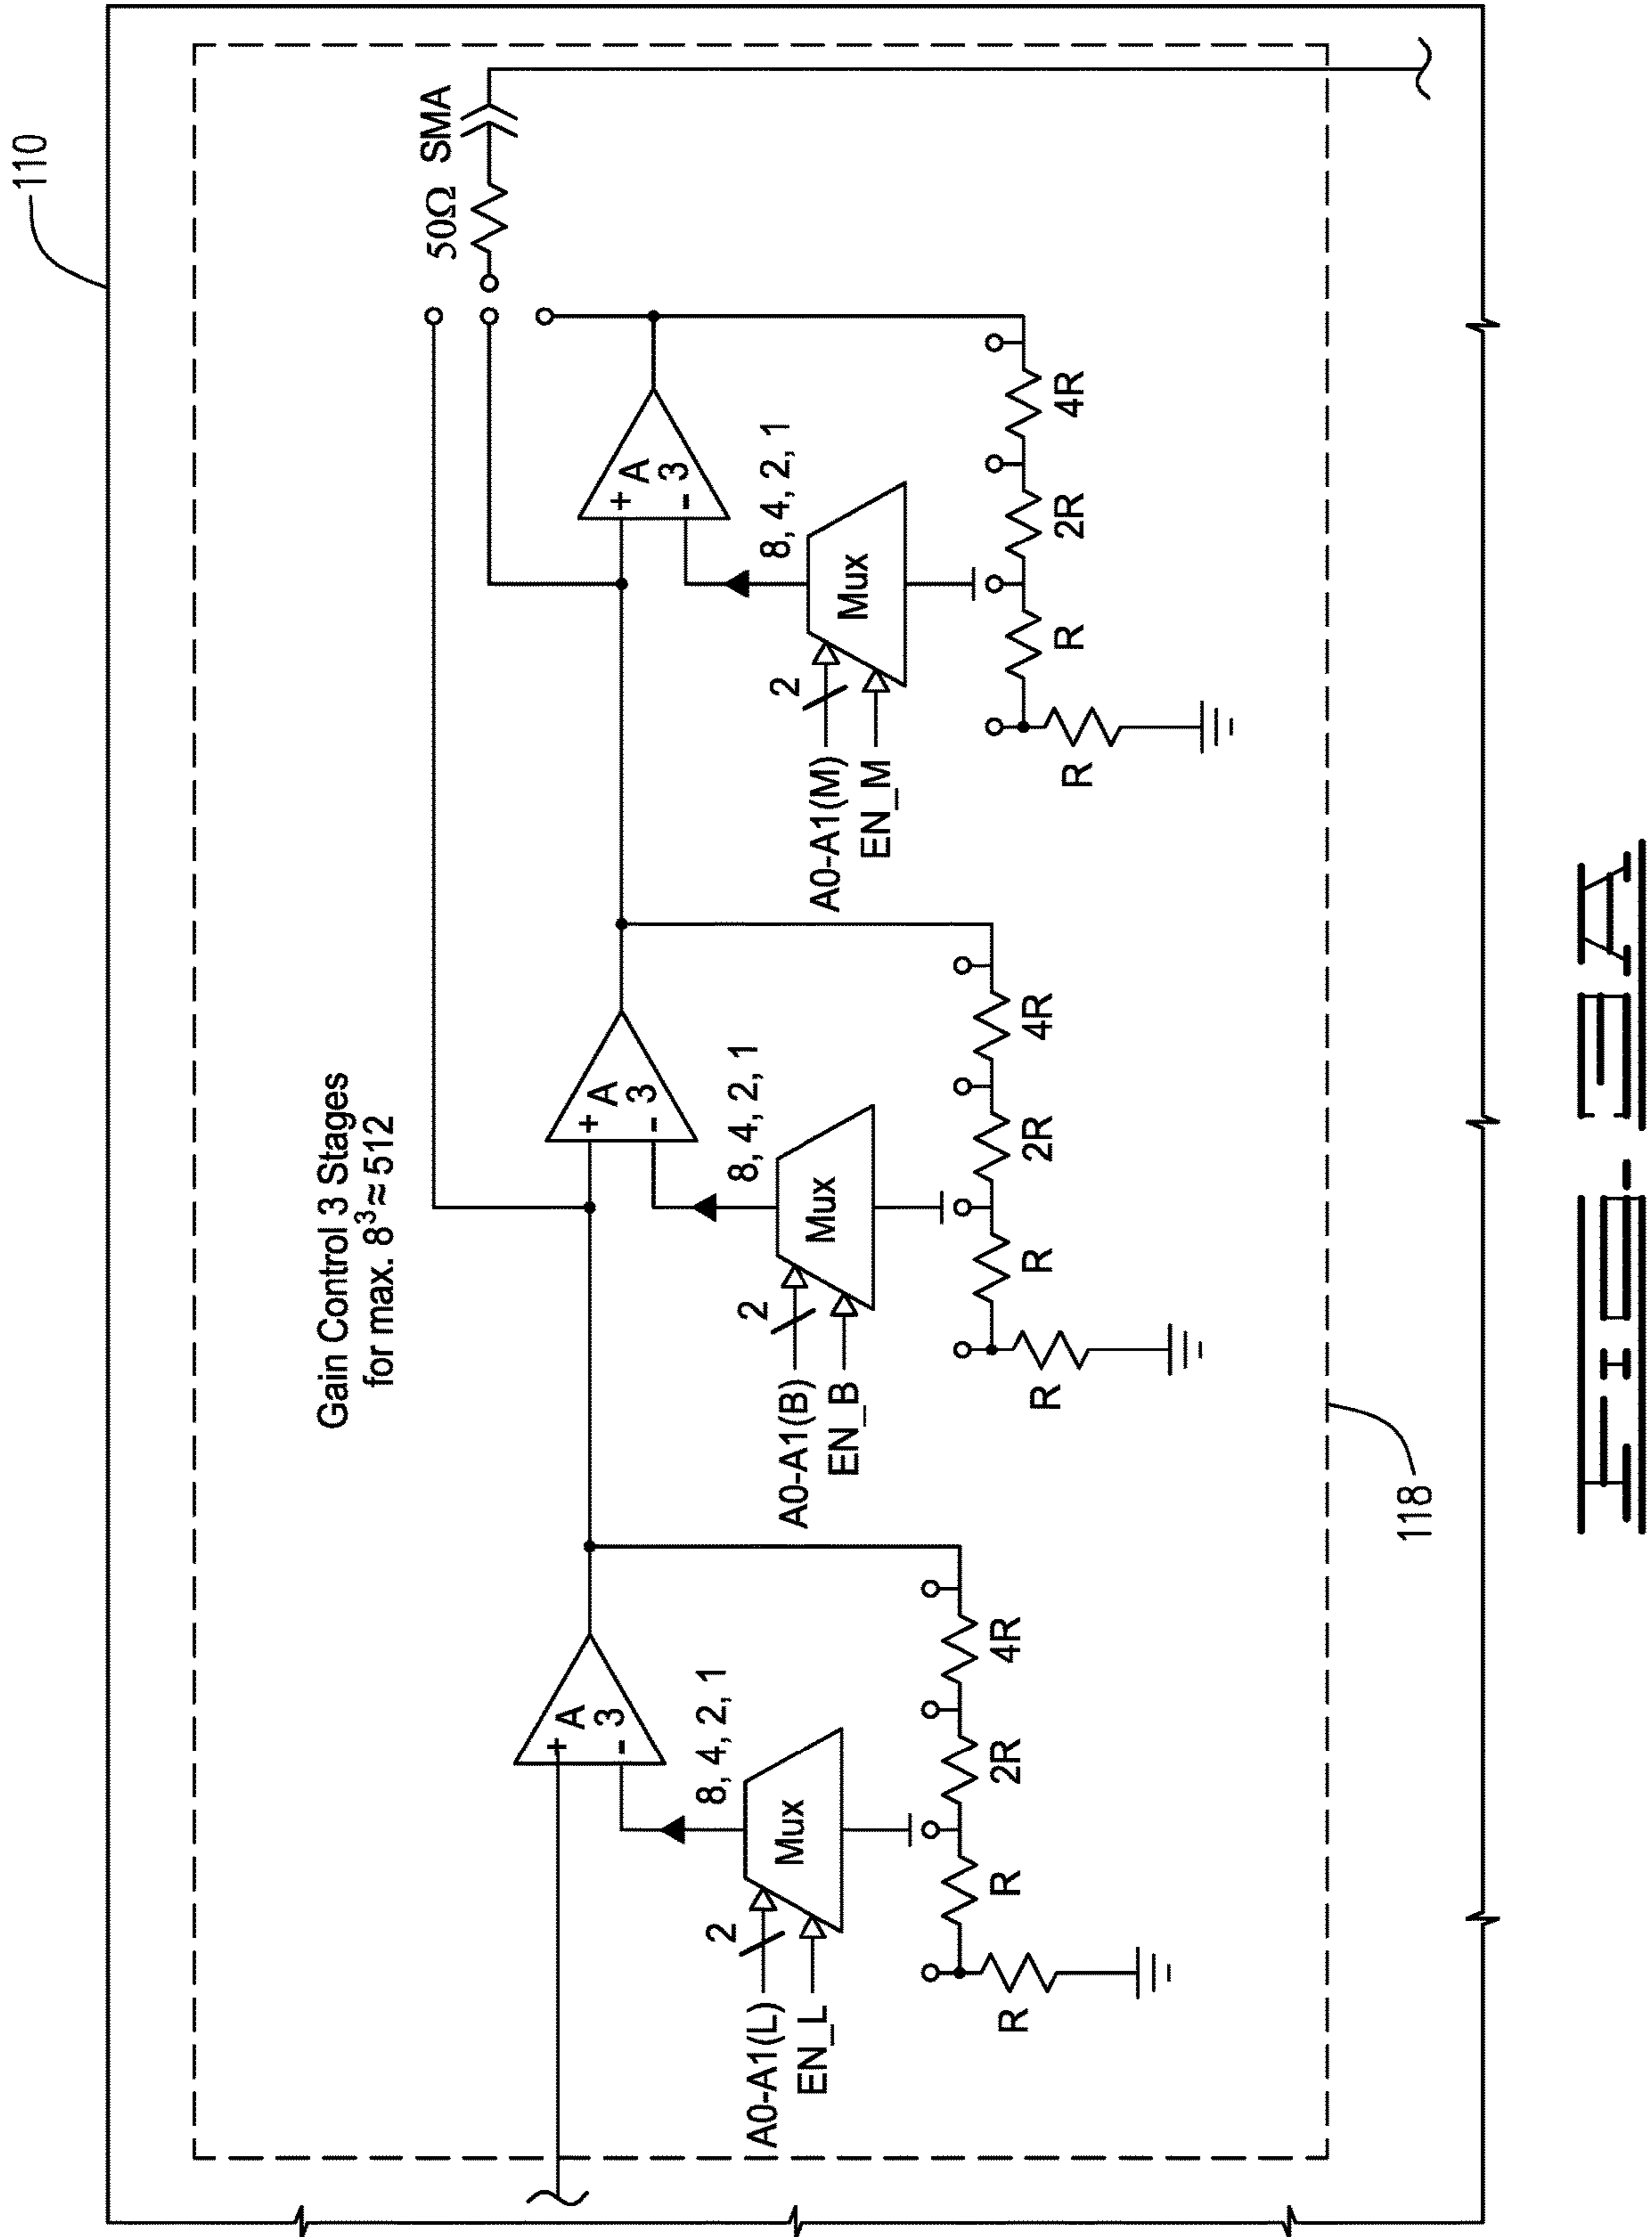 110
50Ω SMA
Gain Control 3 Stages
for max. 8³ ≈ 512
A
3
+
-
8, 4, 2, 1
Mux
2
A0-A1(L)
EN_L
R
R
2R
4R
A
3
+
-
8, 4, 2, 1
Mux
2
A0-A1(B)
EN_B
R
R
2R
4R
A
3
+
-
8, 4, 2, 1
Mux
2
A0-A1(M)
EN_M
R
R
2R
4R
118
FIG.